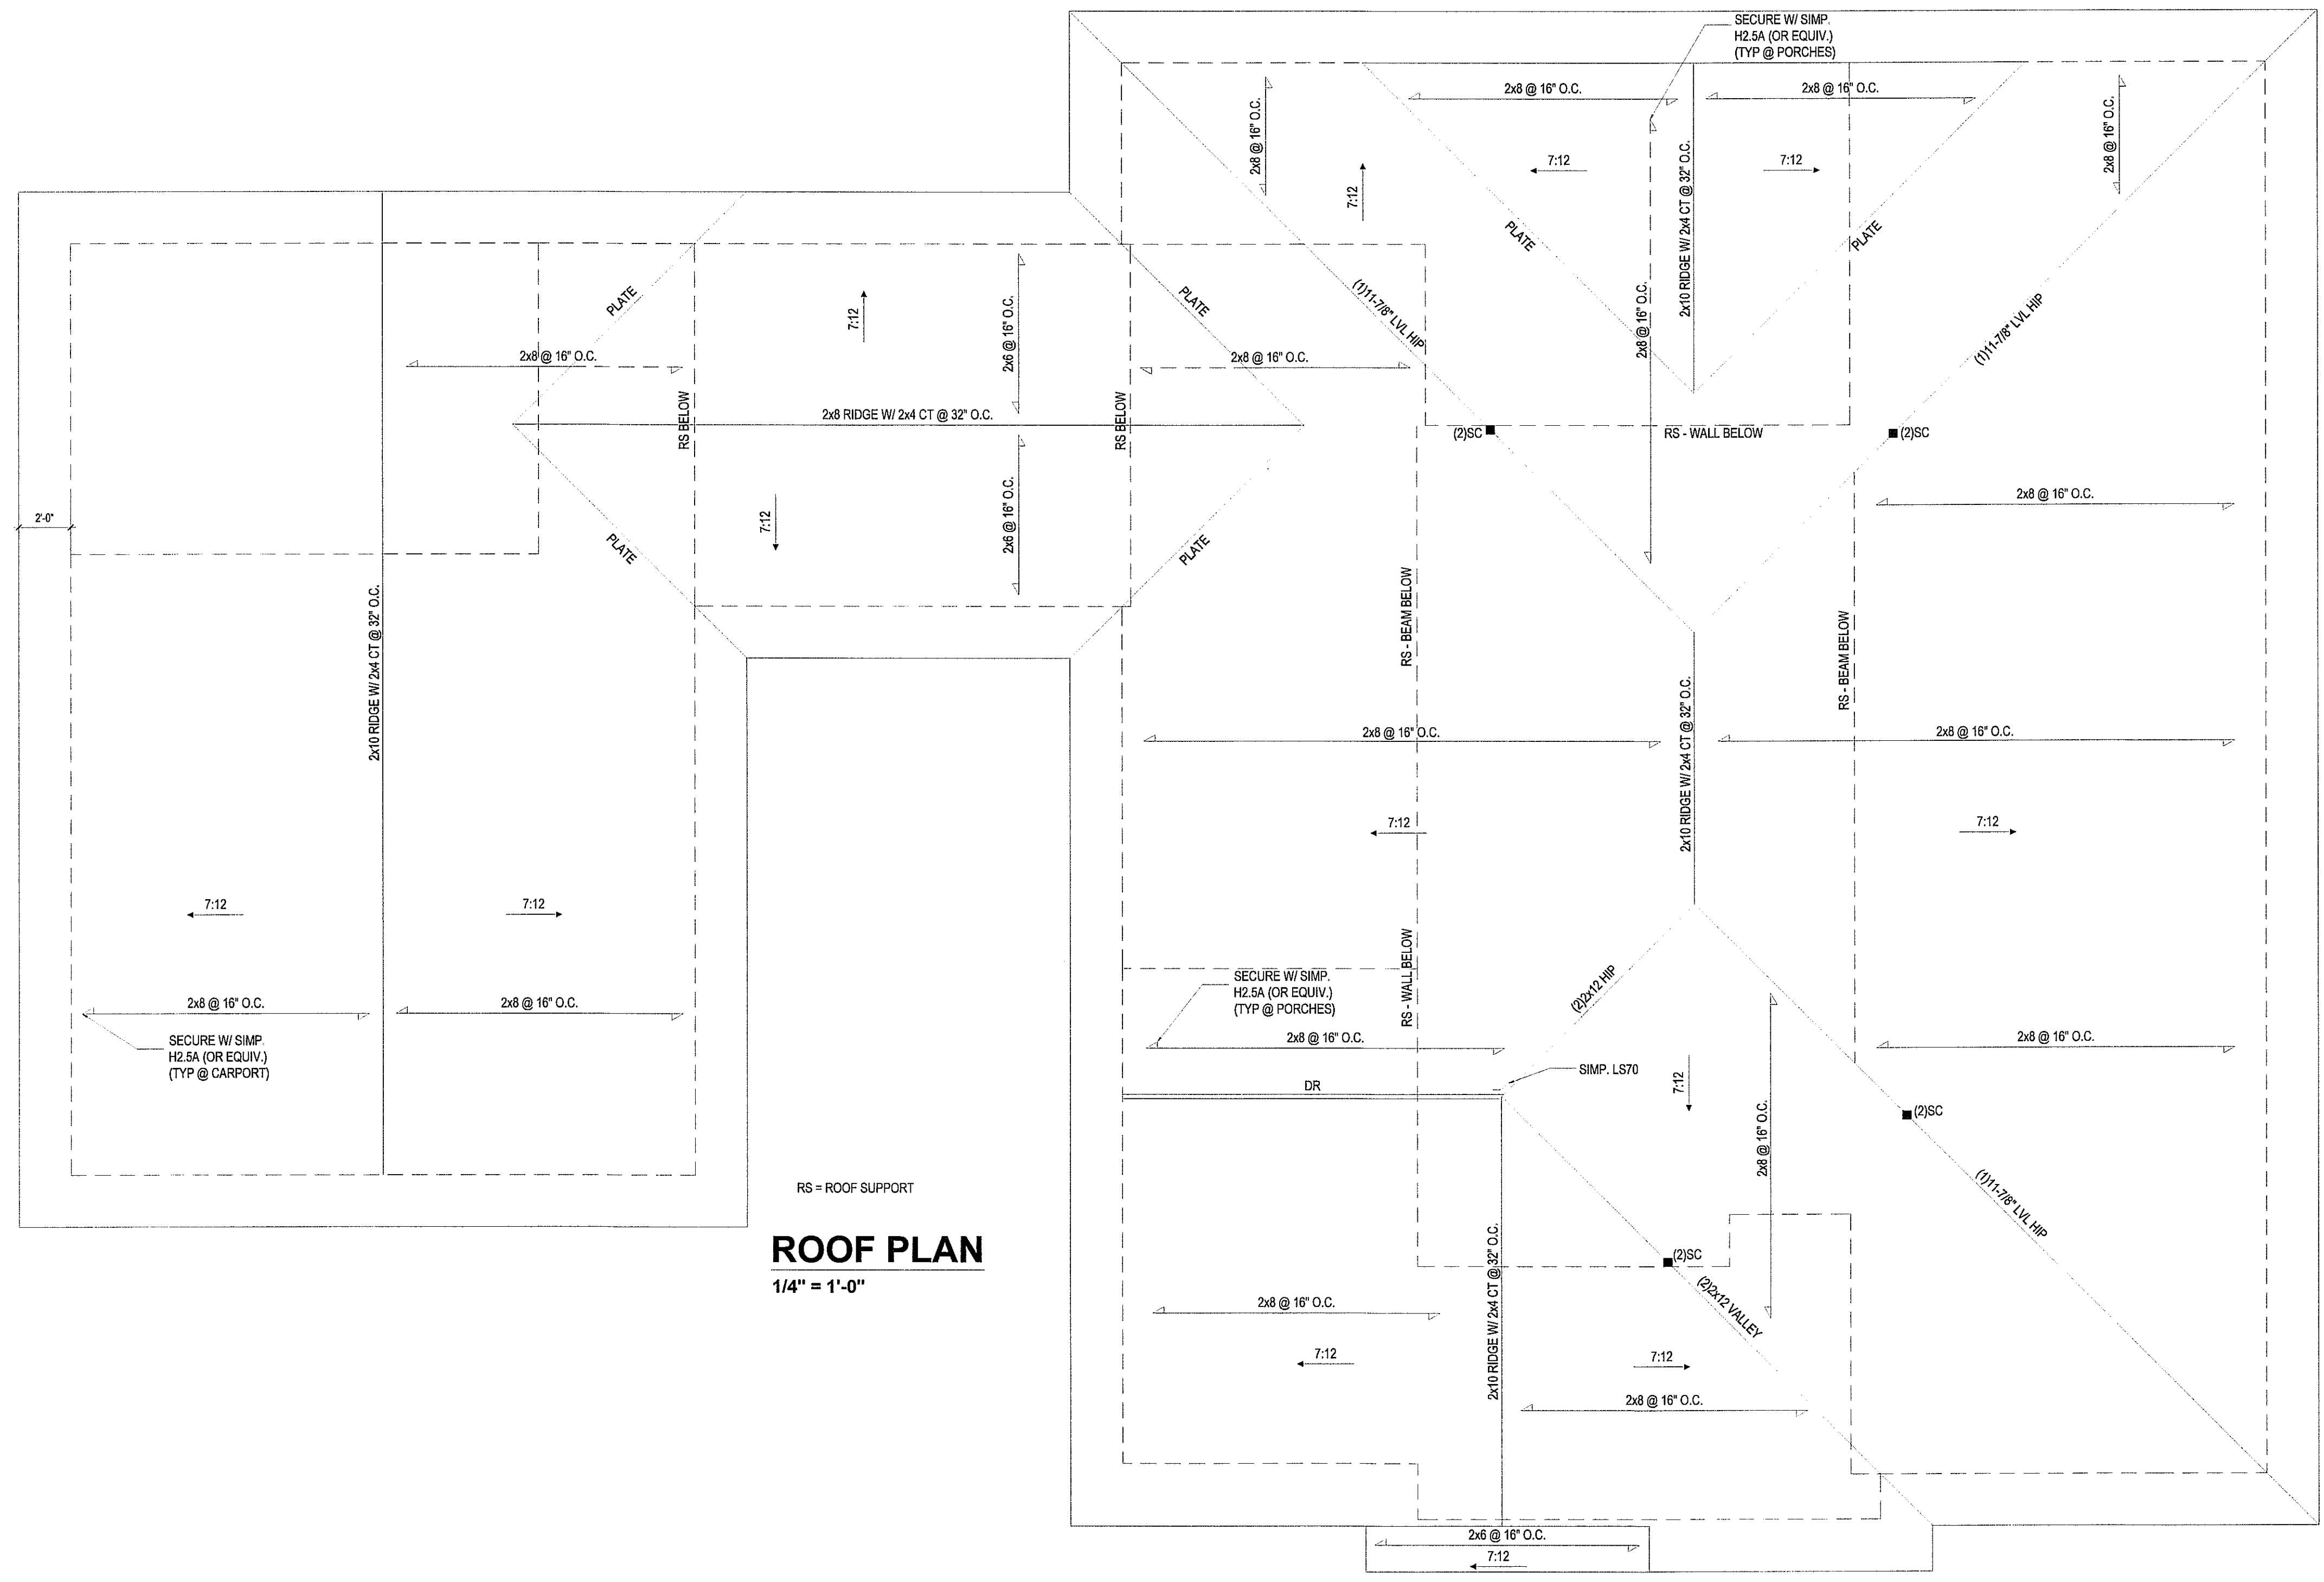 SECURE W/ SIMP.
H2.5A (OR EQUIV.)
(TYP @ PORCHES)
2x8 @ 16" O.C.
2x8 @ 16" O.C.
2x8 @ 16" O.C.
2x8 @ 16" O.C.
7:12
7:12
7:12
2x10 RIDGE W/ 2x4 CT @ 32" O.C.
PLATE
PLATE
2x8 @ 16" O.C.
(1)11-7/8" LVL HIP
(1)11-7/8" LVL HIP
PLATE
PLATE
7:12
2x6 @ 16" O.C.
2x8 @ 16" O.C.
2x8 @ 16" O.C.
RS BELOW
RS BELOW
2x8 RIDGE W/ 2x4 CT @ 32" O.C.
(2)SC
RS - WALL BELOW
(2)SC
2'-0"
7:12
2x6 @ 16" O.C.
PLATE
PLATE
2x8 @ 16" O.C.
RS - BEAM BELOW
RS - BEAM BELOW
2x10 RIDGE W/ 2x4 CT @ 32" O.C.
2x10 RIDGE W/ 2x4 CT @ 32" O.C.
2x8 @ 16" O.C.
2x8 @ 16" O.C.
7:12
7:12
7:12
7:12
RS - WALL BELOW
SECURE W/ SIMP.
H2.5A (OR EQUIV.)
(TYP @ PORCHES)
(2)2x12 HIP
2x8 @ 16" O.C.
2x8 @ 16" O.C.
2x8 @ 16" O.C.
2x8 @ 16" O.C.
SECURE W/ SIMP.
H2.5A (OR EQUIV.)
(TYP @ CARPORT)
SIMP. LS70
DR
7:12
2x8 @ 16" O.C.
(2)SC
(1)11-7/8" LVL HIP
RS = ROOF SUPPORT
ROOF PLAN
1/4" = 1'-0"
(2)SC
(2)2x12 VALLEY
2x10 RIDGE W/ 2x4 CT @ 32" O.C.
2x8 @ 16" O.C.
7:12
7:12
2x8 @ 16" O.C.
2x6 @ 16" O.C.
7:12